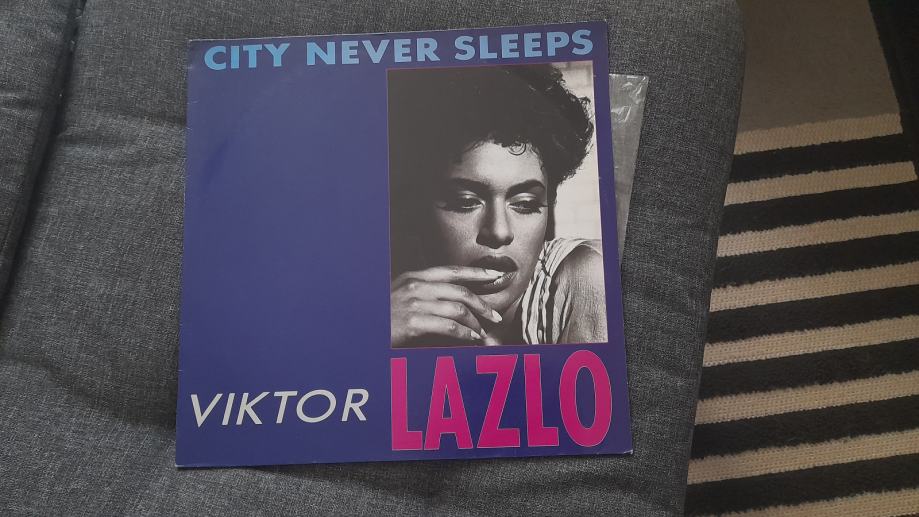 CITY NEVER SLEEPS
VIKTOR LAZLO